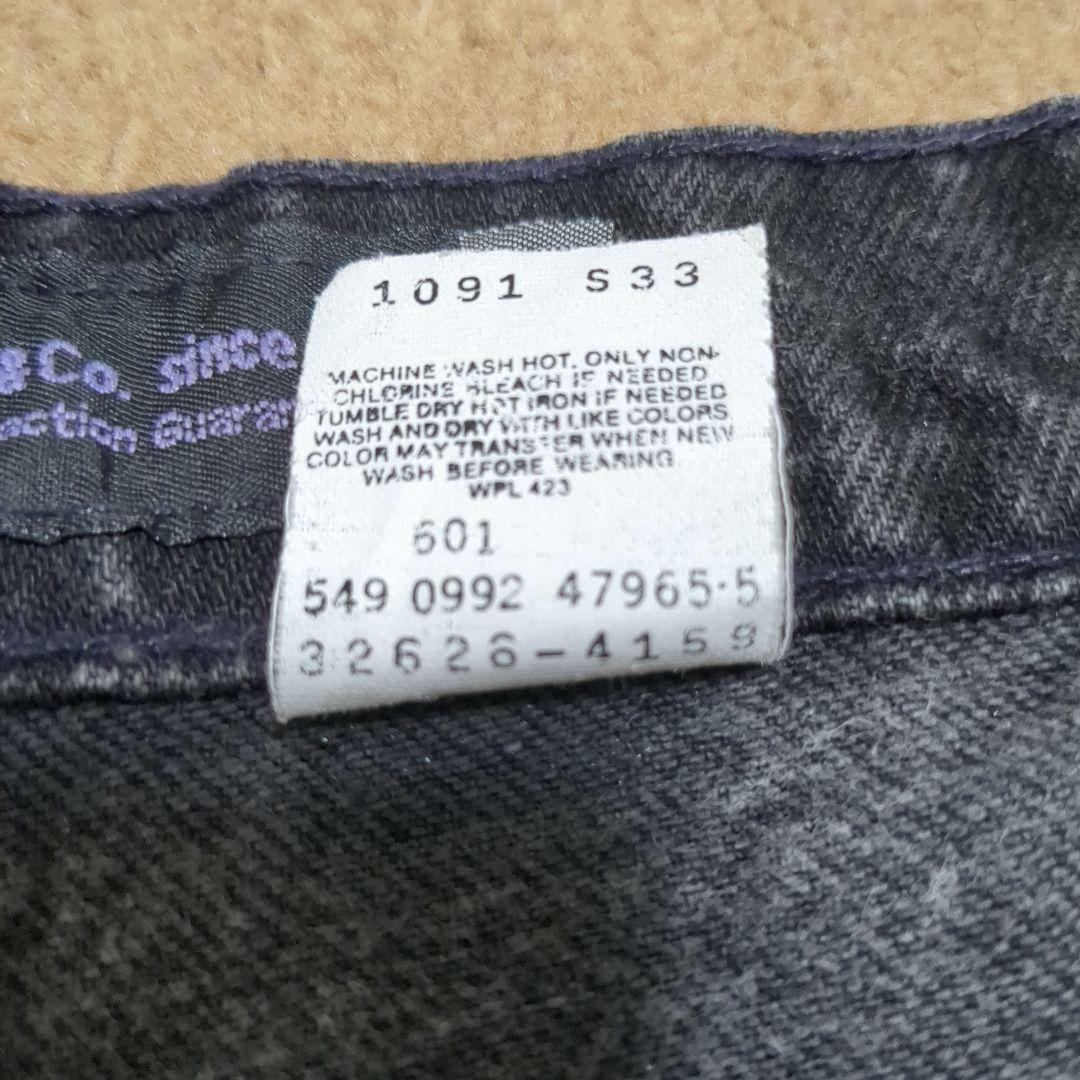 Co. since
ction Guaran
1091 S33
MACHINE WASH HOT. ONLY NON-
CHLORINE BLEACH IF NEEDED
TUMBLE DRY HOT IRON IF NEEDED
WASH AND DRY WITH LIKE COLORS
COLOR MAY TRANSFER WHEN NEW
WASH BEFORE WEARING
WPL 423
601
549 0992 47965-5
32626-4159